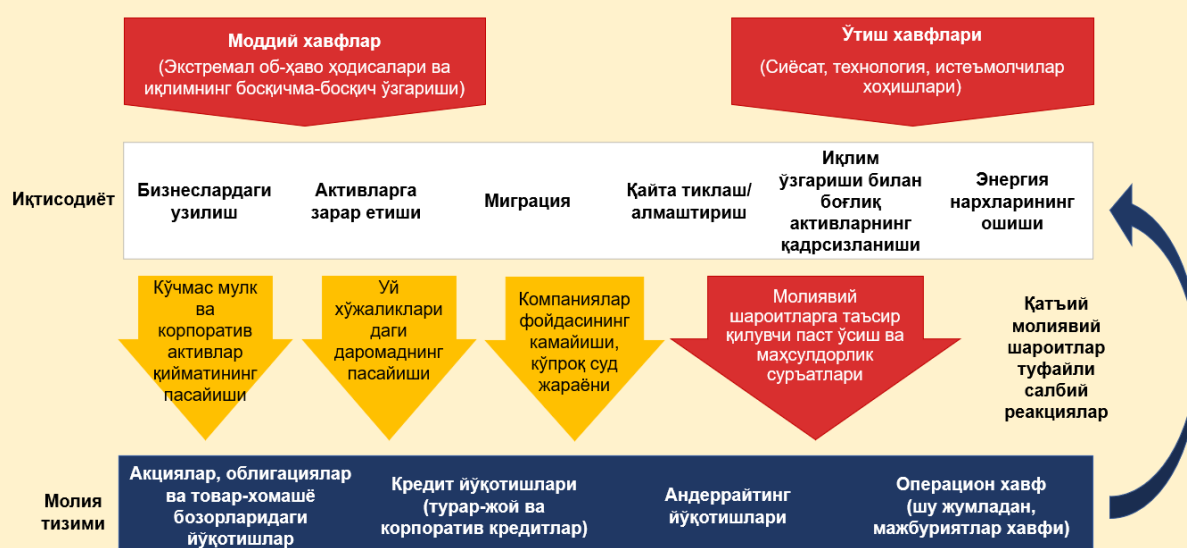 Моддий хавфлар
(Экстремал об-ҳаво ҳодисалари ва
иқлимнинг босқичма-босқич ўзгариши)
Ўтиш хавфлари
(Сиёсат, технология, истеъмолчилар
хоҳишлари)
Иқтисодиёт
Бизнеслардаги
узилиш
Активларга
зарар етиши
Миграция
Қайта тиклаш/
алмаштириш
Иқлим
ўзгариши билан
боғлиқ
активларнинг
қадрсизланиши
Энергия
нархларининг
ошиши
Кўчмас мулк
ва
корпоратив
активлар
қийматининг
пасайиши
Уй
хўжаликлари
даги
даромаднинг
пасайиши
Компаниялар
фойдасининг
камайиши,
кўпроқ суд
жараёни
Молиявий
шароитларга таъсир
қилувчи паст ўсиш ва
маҳсулдорлик
суръатлари
Қатъий
молиявий
шароитлар
туфайли
салбий
реакциялар
Молия
тизими
Акциялар, облигациялар
ва товар-хомашё
бозорларидаги
йўқотишлар
Кредит йўқотишлари
(турар-жой ва
корпоратив кредитлар)
Андеррайтинг
йўқотишлари
Операцион хавф
(шу жумладан,
мажбуриятлар хавфи)